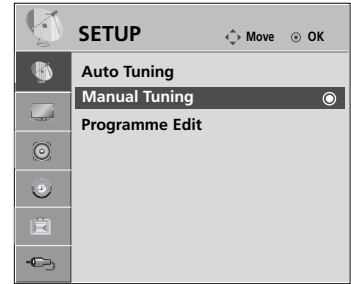 SETUP Move OK
Auto Tuning
Manual Tuning
Programme Edit